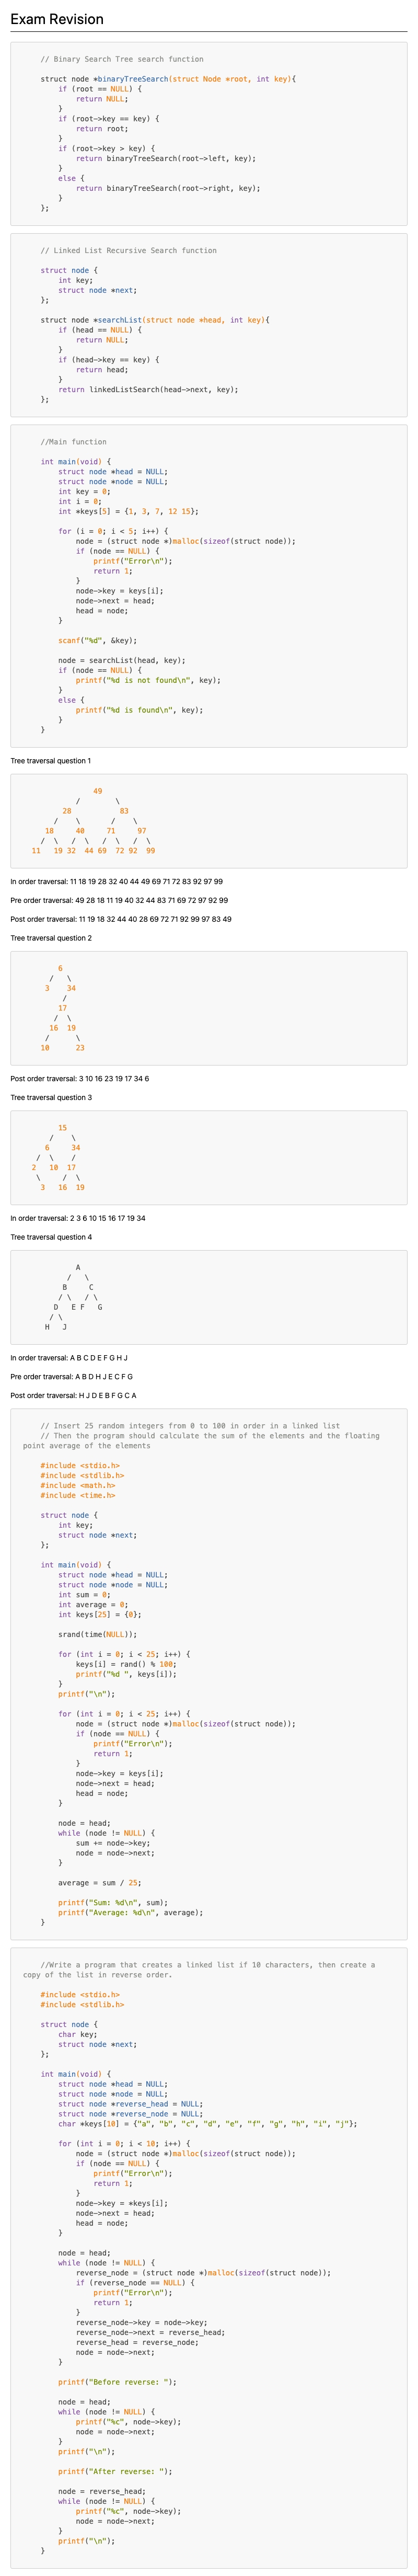 Exam Revision
// Binary Search Tree search function
struct node *binaryTreeSearch(struct Node *root, int key){
    if (root == NULL) {
        return NULL;
    }
    if (root->key == key) {
        return root;
    }
    if (root->key > key) {
        return binaryTreeSearch(root->left, key);
    }
    else {
        return binaryTreeSearch(root->right, key);
    }
};
// Linked List Recursive Search function
struct node {
    int key;
    struct node *next;
};
struct node *searchList(struct node *head, int key){
    if (head == NULL) {
        return NULL;
    }
    if (head->key == key) {
        return head;
    }
    return linkedListSearch(head->next, key);
};
//Main function
int main(void) {
    struct node *head = NULL;
    struct node *node = NULL;
    int key = 0;
    int i = 0;
    int *keys[5] = {1, 3, 7, 12 15};
    for (i = 0; i < 5; i++) {
        node = (struct node *)malloc(sizeof(struct node));
        if (node == NULL) {
            printf("Error\n");
            return 1;
        }
        node->key = keys[i];
        node->next = head;
        head = node;
    }
    scanf("%d", &key);
    node = searchList(head, key);
    if (node == NULL) {
        printf("%d is not found\n", key);
    }
    else {
        printf("%d is found\n", key);
    }
}
Tree traversal question 1
              49
          /        \
       28           83
     /    \       /    \
   18     40     71     97
  /  \   /  \   /  \   /  \
11   19 32  44 69  72 92  99
In order traversal: 11 18 19 28 32 40 44 49 69 71 72 83 92 97 99
Pre order traversal: 49 28 18 11 19 40 32 44 83 71 69 72 97 92 99
Post order traversal: 11 19 18 32 44 40 28 69 72 71 92 99 97 83 49
Tree traversal question 2
      6
    /   \
   3    34
       /
      17
     /  \
    16  19
   /      \
  10      23
Post order traversal: 3 10 16 23 19 17 34 6
Tree traversal question 3
      15
    /    \
   6     34
 /  \    /
2   10  17
 \     /  \
  3   16  19
In order traversal: 2 3 6 10 15 16 17 19 34
Tree traversal question 4
       A
     /   \
    B     C
   / \   / \
  D   E F   G
 / \
H   J
In order traversal: A B C D E F G H J
Pre order traversal: A B D H J E C F G
Post order traversal: H J D E B F G C A
// Insert 25 random integers from 0 to 100 in order in a linked list
// Then the program should calculate the sum of the elements and the floating
point average of the elements
#include <stdio.h>
#include <stdlib.h>
#include <math.h>
#include <time.h>
struct node {
    int key;
    struct node *next;
};
int main(void) {
    struct node *head = NULL;
    struct node *node = NULL;
    int sum = 0;
    int average = 0;
    int keys[25] = {0};
    srand(time(NULL));
    for (int i = 0; i < 25; i++) {
        keys[i] = rand() % 100;
        printf("%d ", keys[i]);
    }
    printf("\n");
    for (int i = 0; i < 25; i++) {
        node = (struct node *)malloc(sizeof(struct node));
        if (node == NULL) {
            printf("Error\n");
            return 1;
        }
        node->key = keys[i];
        node->next = head;
        head = node;
    }
    node = head;
    while (node != NULL) {
        sum += node->key;
        node = node->next;
    }
    average = sum / 25;
    printf("Sum: %d\n", sum);
    printf("Average: %d\n", average);
}
//Write a program that creates a linked list if 10 characters, then create a
copy of the list in reverse order.
#include <stdio.h>
#include <stdlib.h>
struct node {
    char key;
    struct node *next;
};
int main(void) {
    struct node *head = NULL;
    struct node *node = NULL;
    struct node *reverse_head = NULL;
    struct node *reverse_node = NULL;
    char *keys[10] = {"a", "b", "c", "d", "e", "f", "g", "h", "i", "j"};
    for (int i = 0; i < 10; i++) {
        node = (struct node *)malloc(sizeof(struct node));
        if (node == NULL) {
            printf("Error\n");
            return 1;
        }
        node->key = *keys[i];
        node->next = head;
        head = node;
    }
    node = head;
    while (node != NULL) {
        reverse_node = (struct node *)malloc(sizeof(struct node));
        if (reverse_node == NULL) {
            printf("Error\n");
            return 1;
        }
        reverse_node->key = node->key;
        reverse_node->next = reverse_head;
        reverse_head = reverse_node;
        node = node->next;
    }
    printf("Before reverse: ");
    node = head;
    while (node != NULL) {
        printf("%c", node->key);
        node = node->next;
    }
    printf("\n");
    printf("After reverse: ");
    node = reverse_head;
    while (node != NULL) {
        printf("%c", node->key);
        node = node->next;
    }
    printf("\n");
}